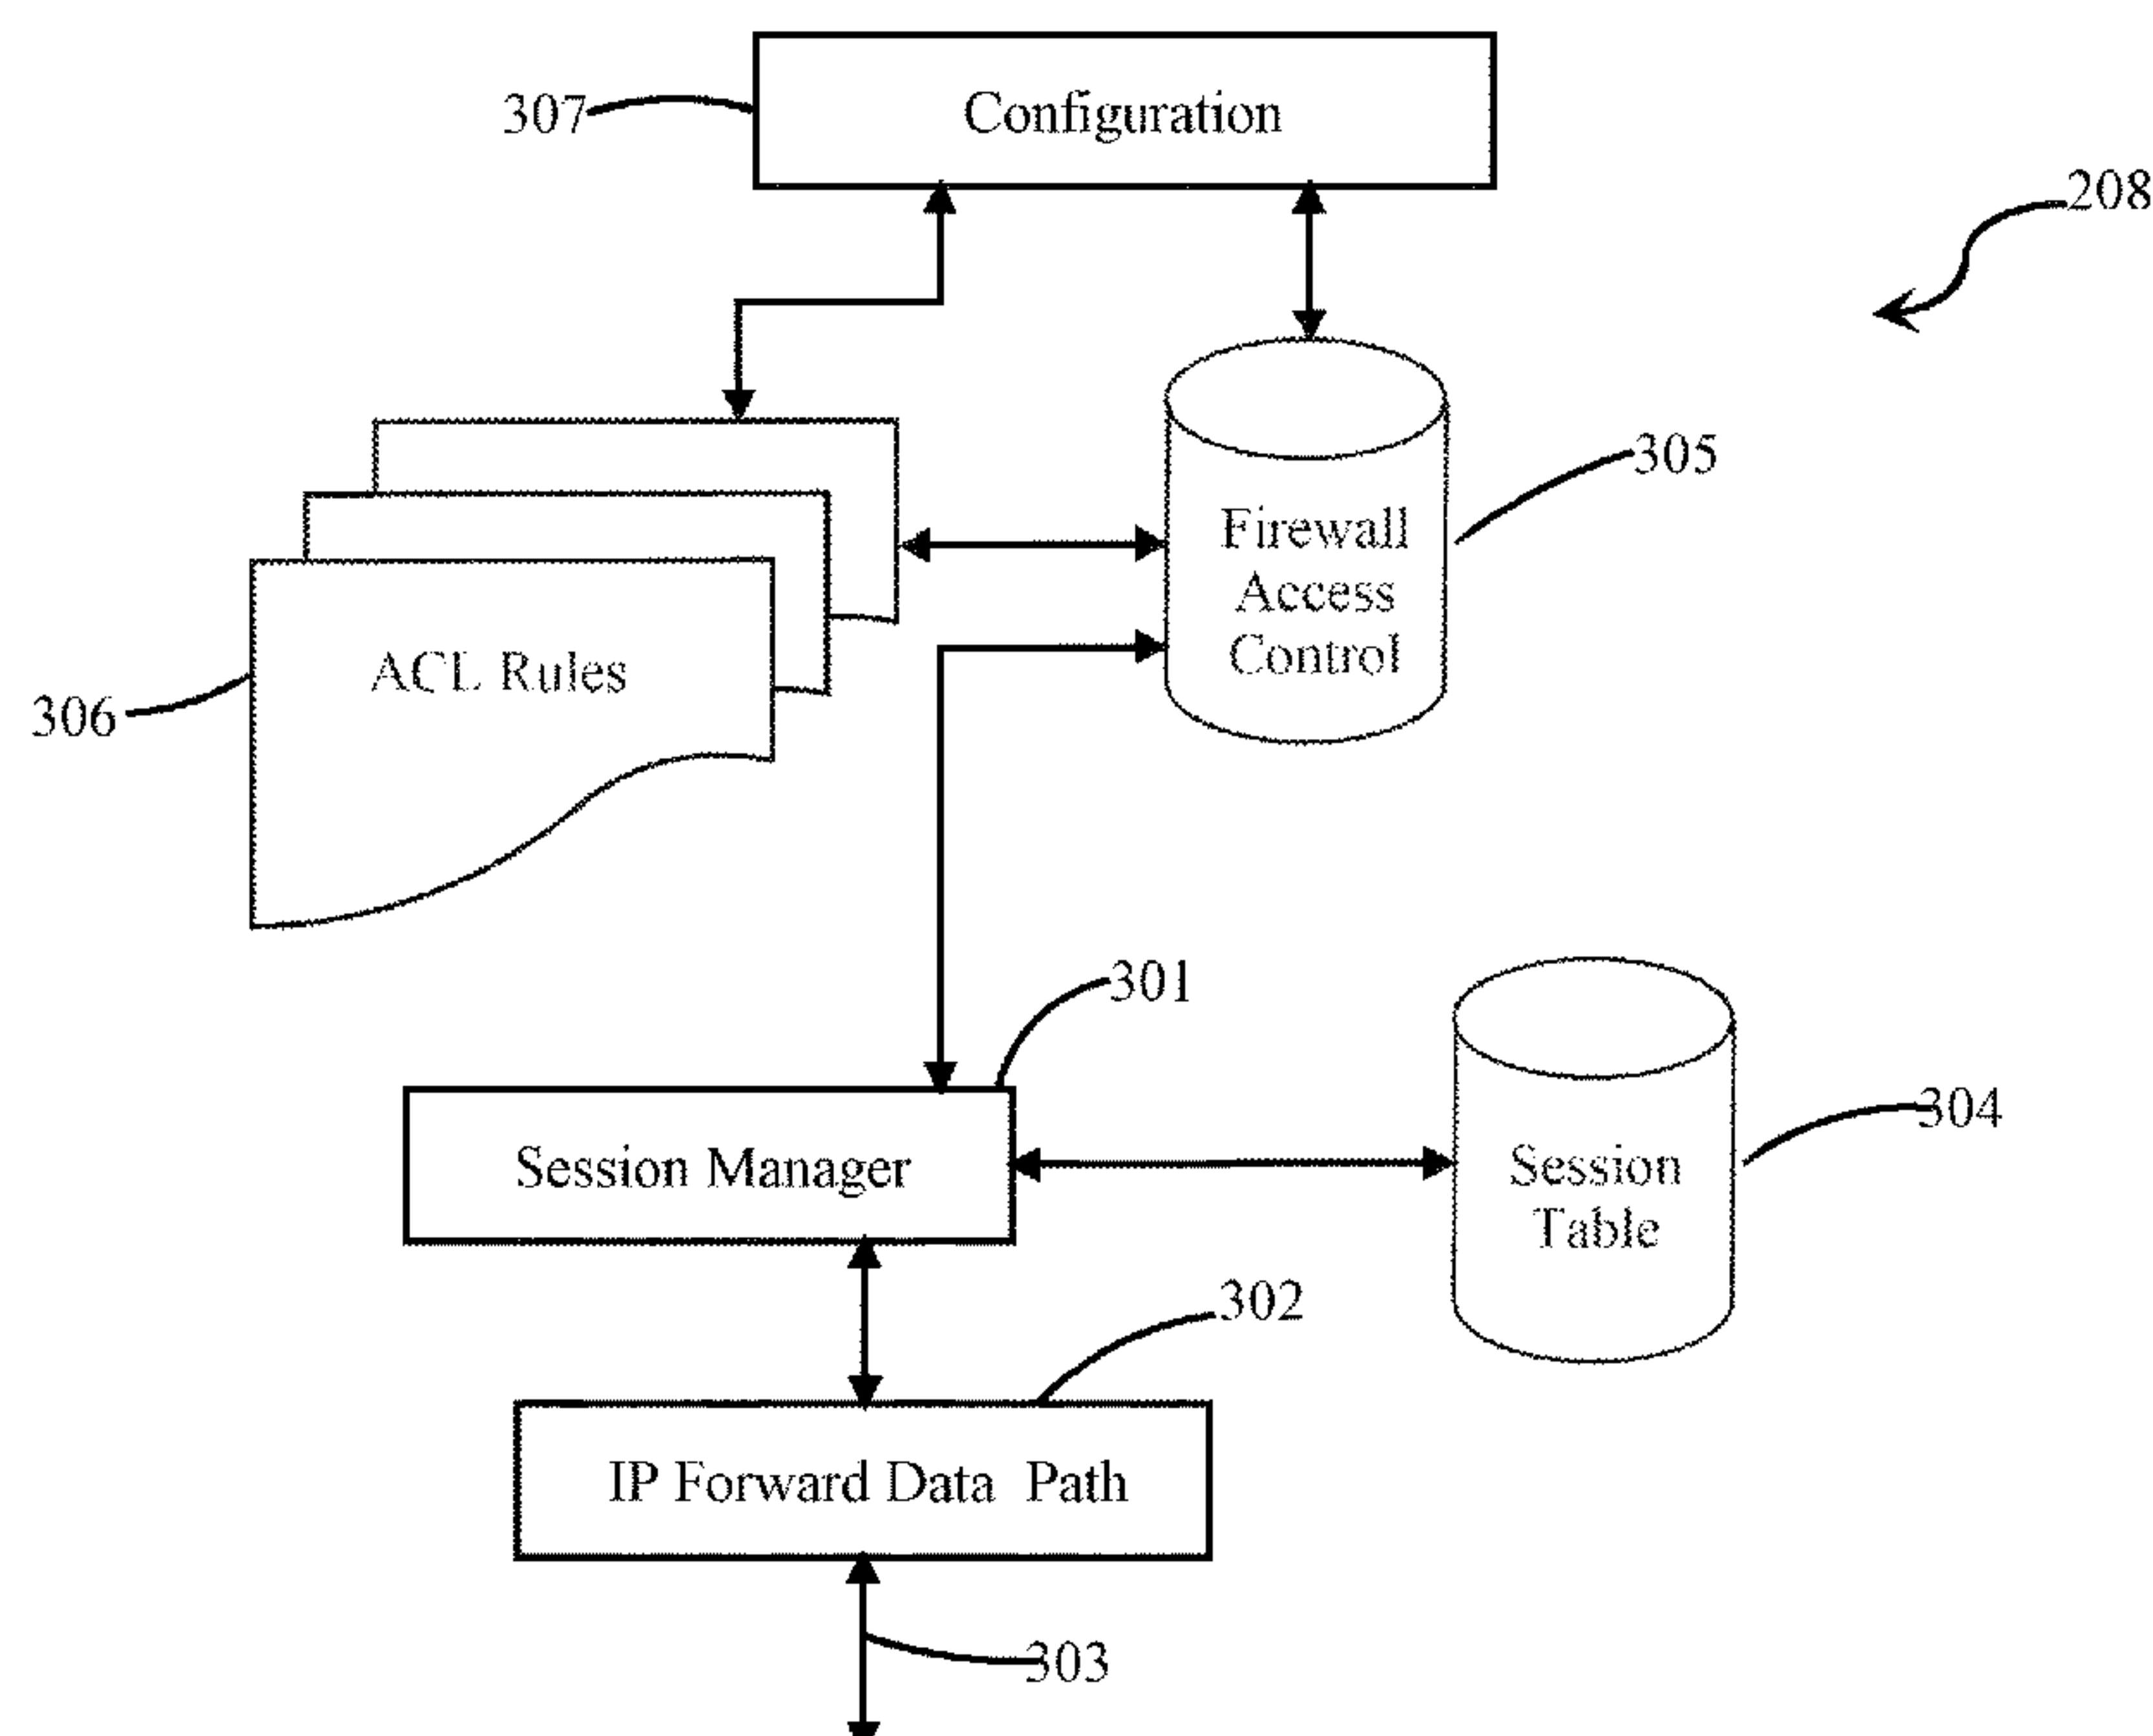 307
Configuration
208
305
Firewall
Access
Control
ACL Rules
306
301
304
Session Manager
Session
Table
302
IP Forward Data Path
303